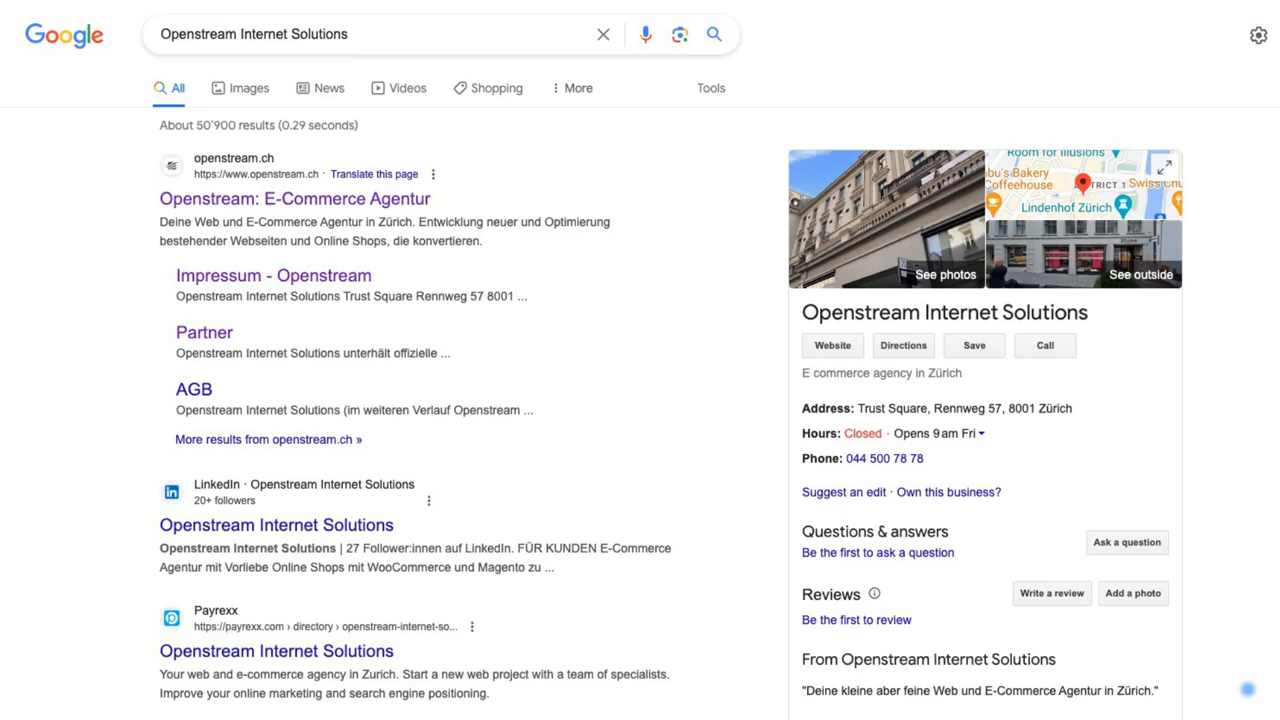 Google
Openstream Internet Solutions
All
Images
News
Videos
Shopping
More
Tools
About 50’900 results (0.29 seconds)
openstream.ch
https://www.openstream.ch · Translate this page
Openstream: E-Commerce Agentur
Deine Web und E-Commerce Agentur in Zürich. Entwicklung neuer und Optimierung
bestehender Webseiten und Online Shops, die konvertieren.
Impressum - Openstream
Openstream Internet Solutions Trust Square Rennweg 57 8001 ...
Partner
Openstream Internet Solutions unterhält offizielle ...
AGB
Openstream Internet Solutions (im weiteren Verlauf Openstream ...
More results from openstream.ch »
LinkedIn · Openstream Internet Solutions
20+ followers
Openstream Internet Solutions
Openstream Internet Solutions | 27 Follower:innen auf LinkedIn. FÜR KUNDEN E-Commerce
Agentur mit Vorliebe Online Shops mit WooCommerce und Magento zu ...
Payrexx
https://payrexx.com › directory › openstream-internet-so...
Openstream Internet Solutions
Your web and e-commerce agency in Zurich. Start a new web project with a team of specialists.
Improve your online marketing and search engine positioning.
Room for Illusions
bu's Bakery
Coffeehouse
TRICT 1
Swiss Chu
Lindenhof Zürich
See photos
See outside
Openstream Internet Solutions
Website
Directions
Save
Call
E commerce agency in Zürich
Address: Trust Square, Rennweg 57, 8001 Zürich
Hours: Closed · Opens 9 am Fri
Phone: 044 500 78 78
Suggest an edit · Own this business?
Questions & answers
Be the first to ask a question
Ask a question
Reviews
Write a review
Add a photo
Be the first to review
From Openstream Internet Solutions
"Deine kleine aber feine Web und E-Commerce Agentur in Zürich."